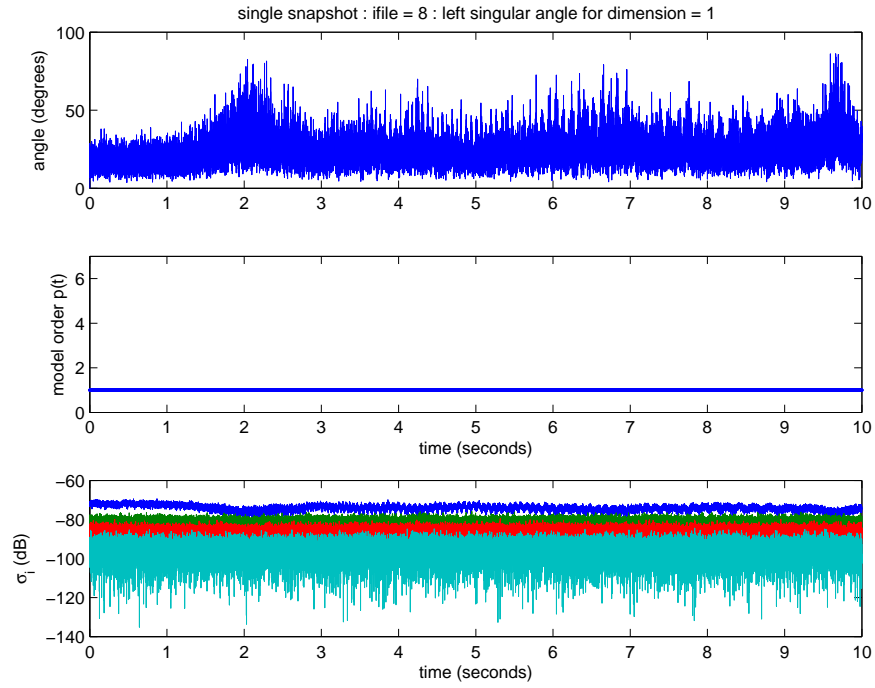 single snapshot : ifile = 8 : left singular angle for dimension = 1
angle (degrees)
100
50
0
0 1 2 3 4 5 6 7 8 9 10
model order p(t)
6
4
2
0
0 1 2 3 4 5 6 7 8 9 10
time (seconds)
σi (dB)
−60
−80
−100
−120
−140
0 1 2 3 4 5 6 7 8 9 10
time (seconds)